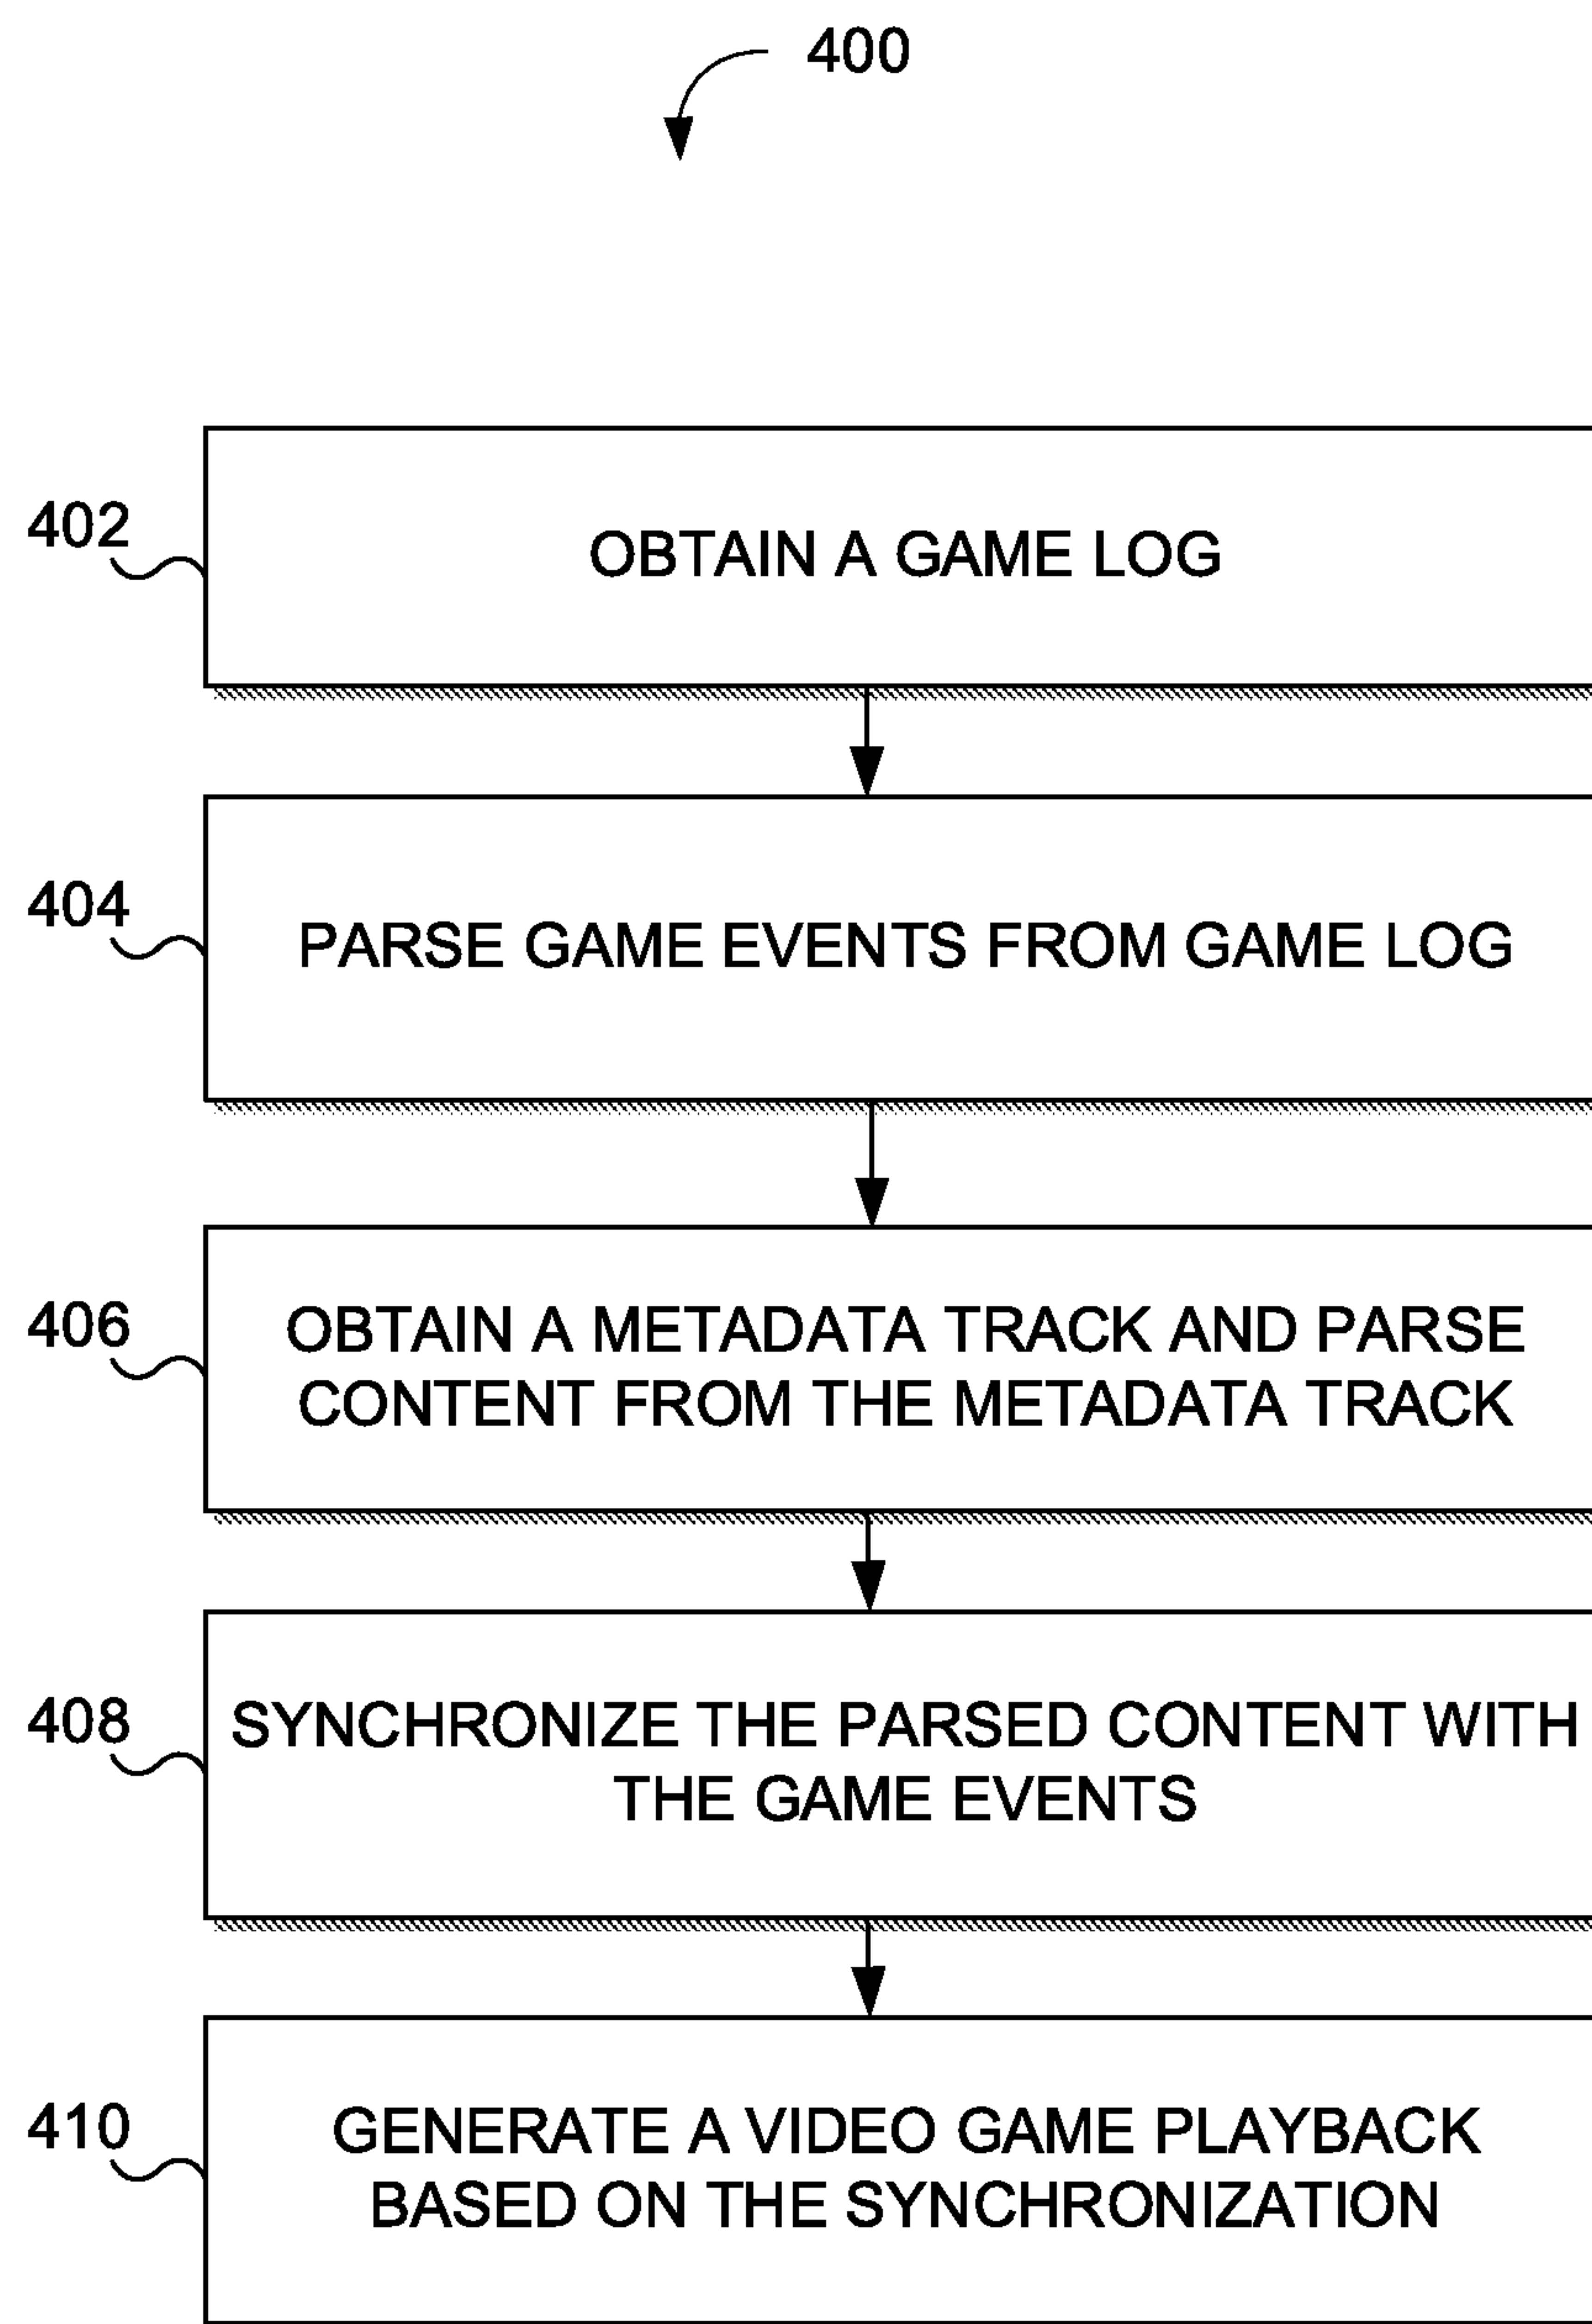 400
402
OBTAIN A GAME LOG
404
PARSE GAME EVENTS FROM GAME LOG
406
OBTAIN A METADATA TRACK AND PARSE
CONTENT FROM THE METADATA TRACK
408
SYNCHRONIZE THE PARSED CONTENT WITH
THE GAME EVENTS
410
GENERATE A VIDEO GAME PLAYBACK
BASED ON THE SYNCHRONIZATION